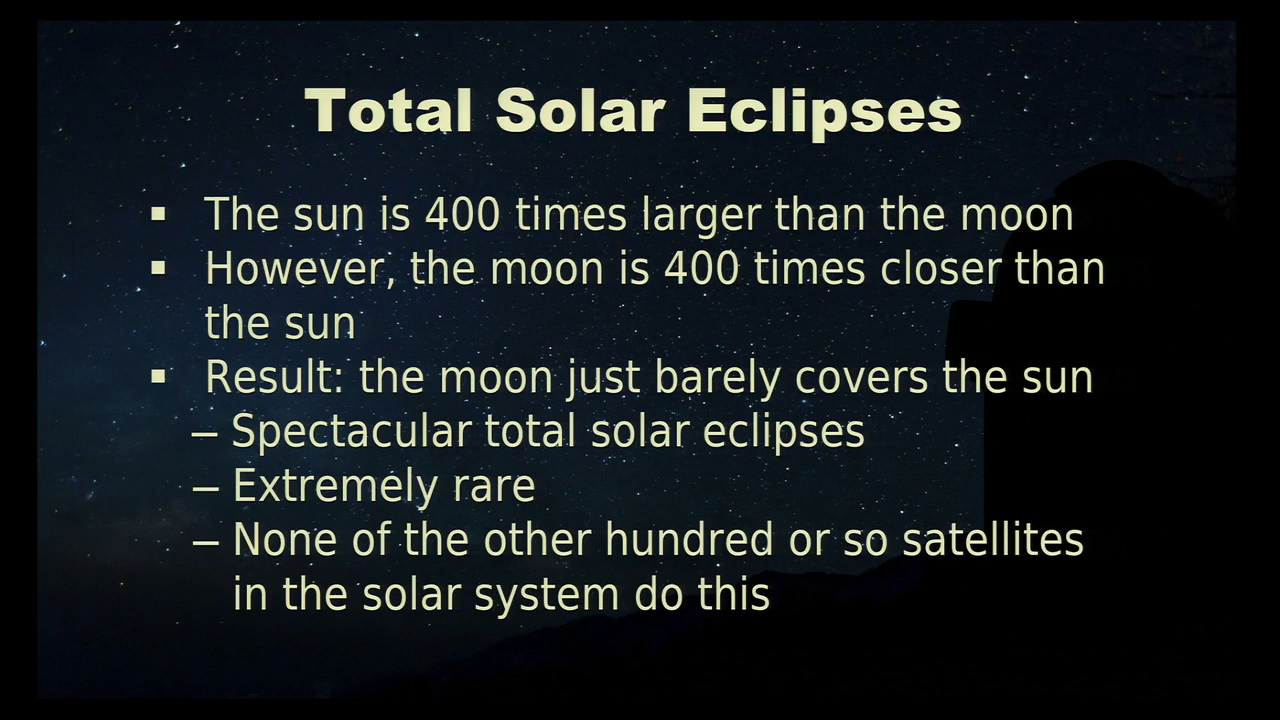 Total Solar Eclipses
▪ The sun is 400 times larger than the moon
▪ However, the moon is 400 times closer than
the sun
▪ Result: the moon just barely covers the sun
– Spectacular total solar eclipses
– Extremely rare
– None of the other hundred or so satellites
in the solar system do this